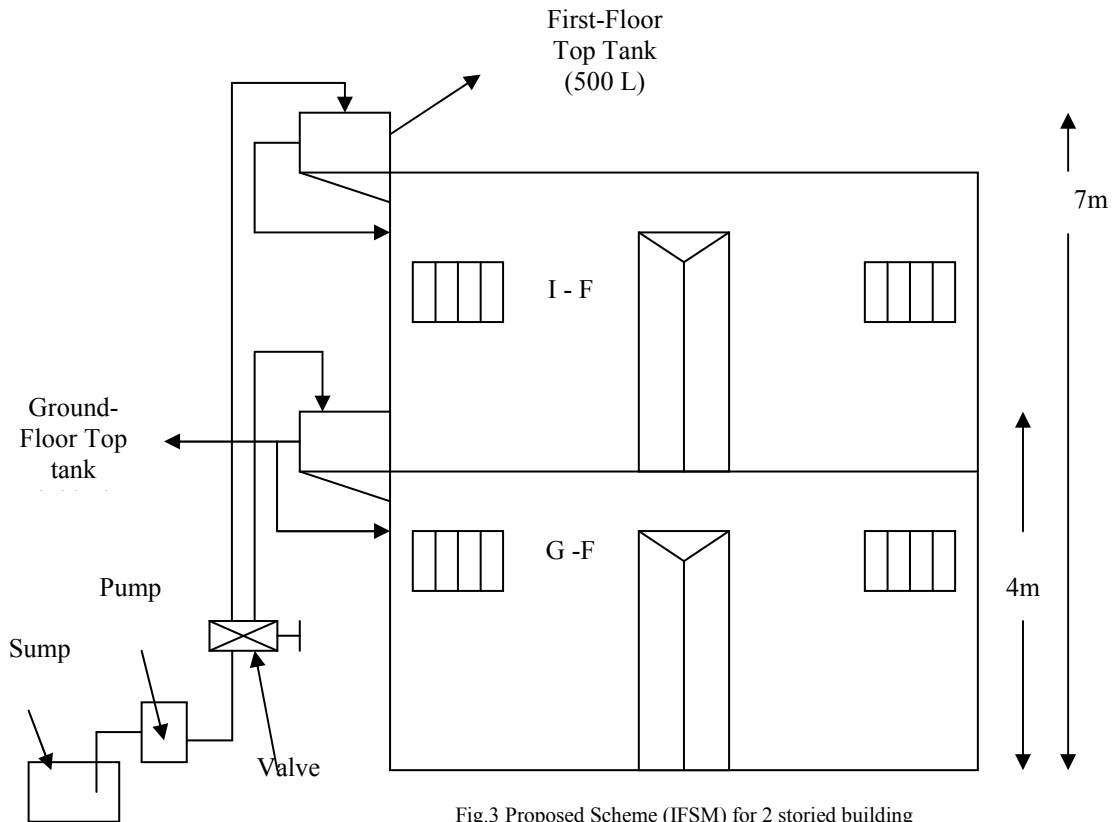 First-Floor
Top Tank
(500 L)
7m
I - F
Ground-
Floor Top
tank
G -F
4m
Pump
Sump
Valve
Fig.3 Proposed Scheme (IFSM) for 2 storied building